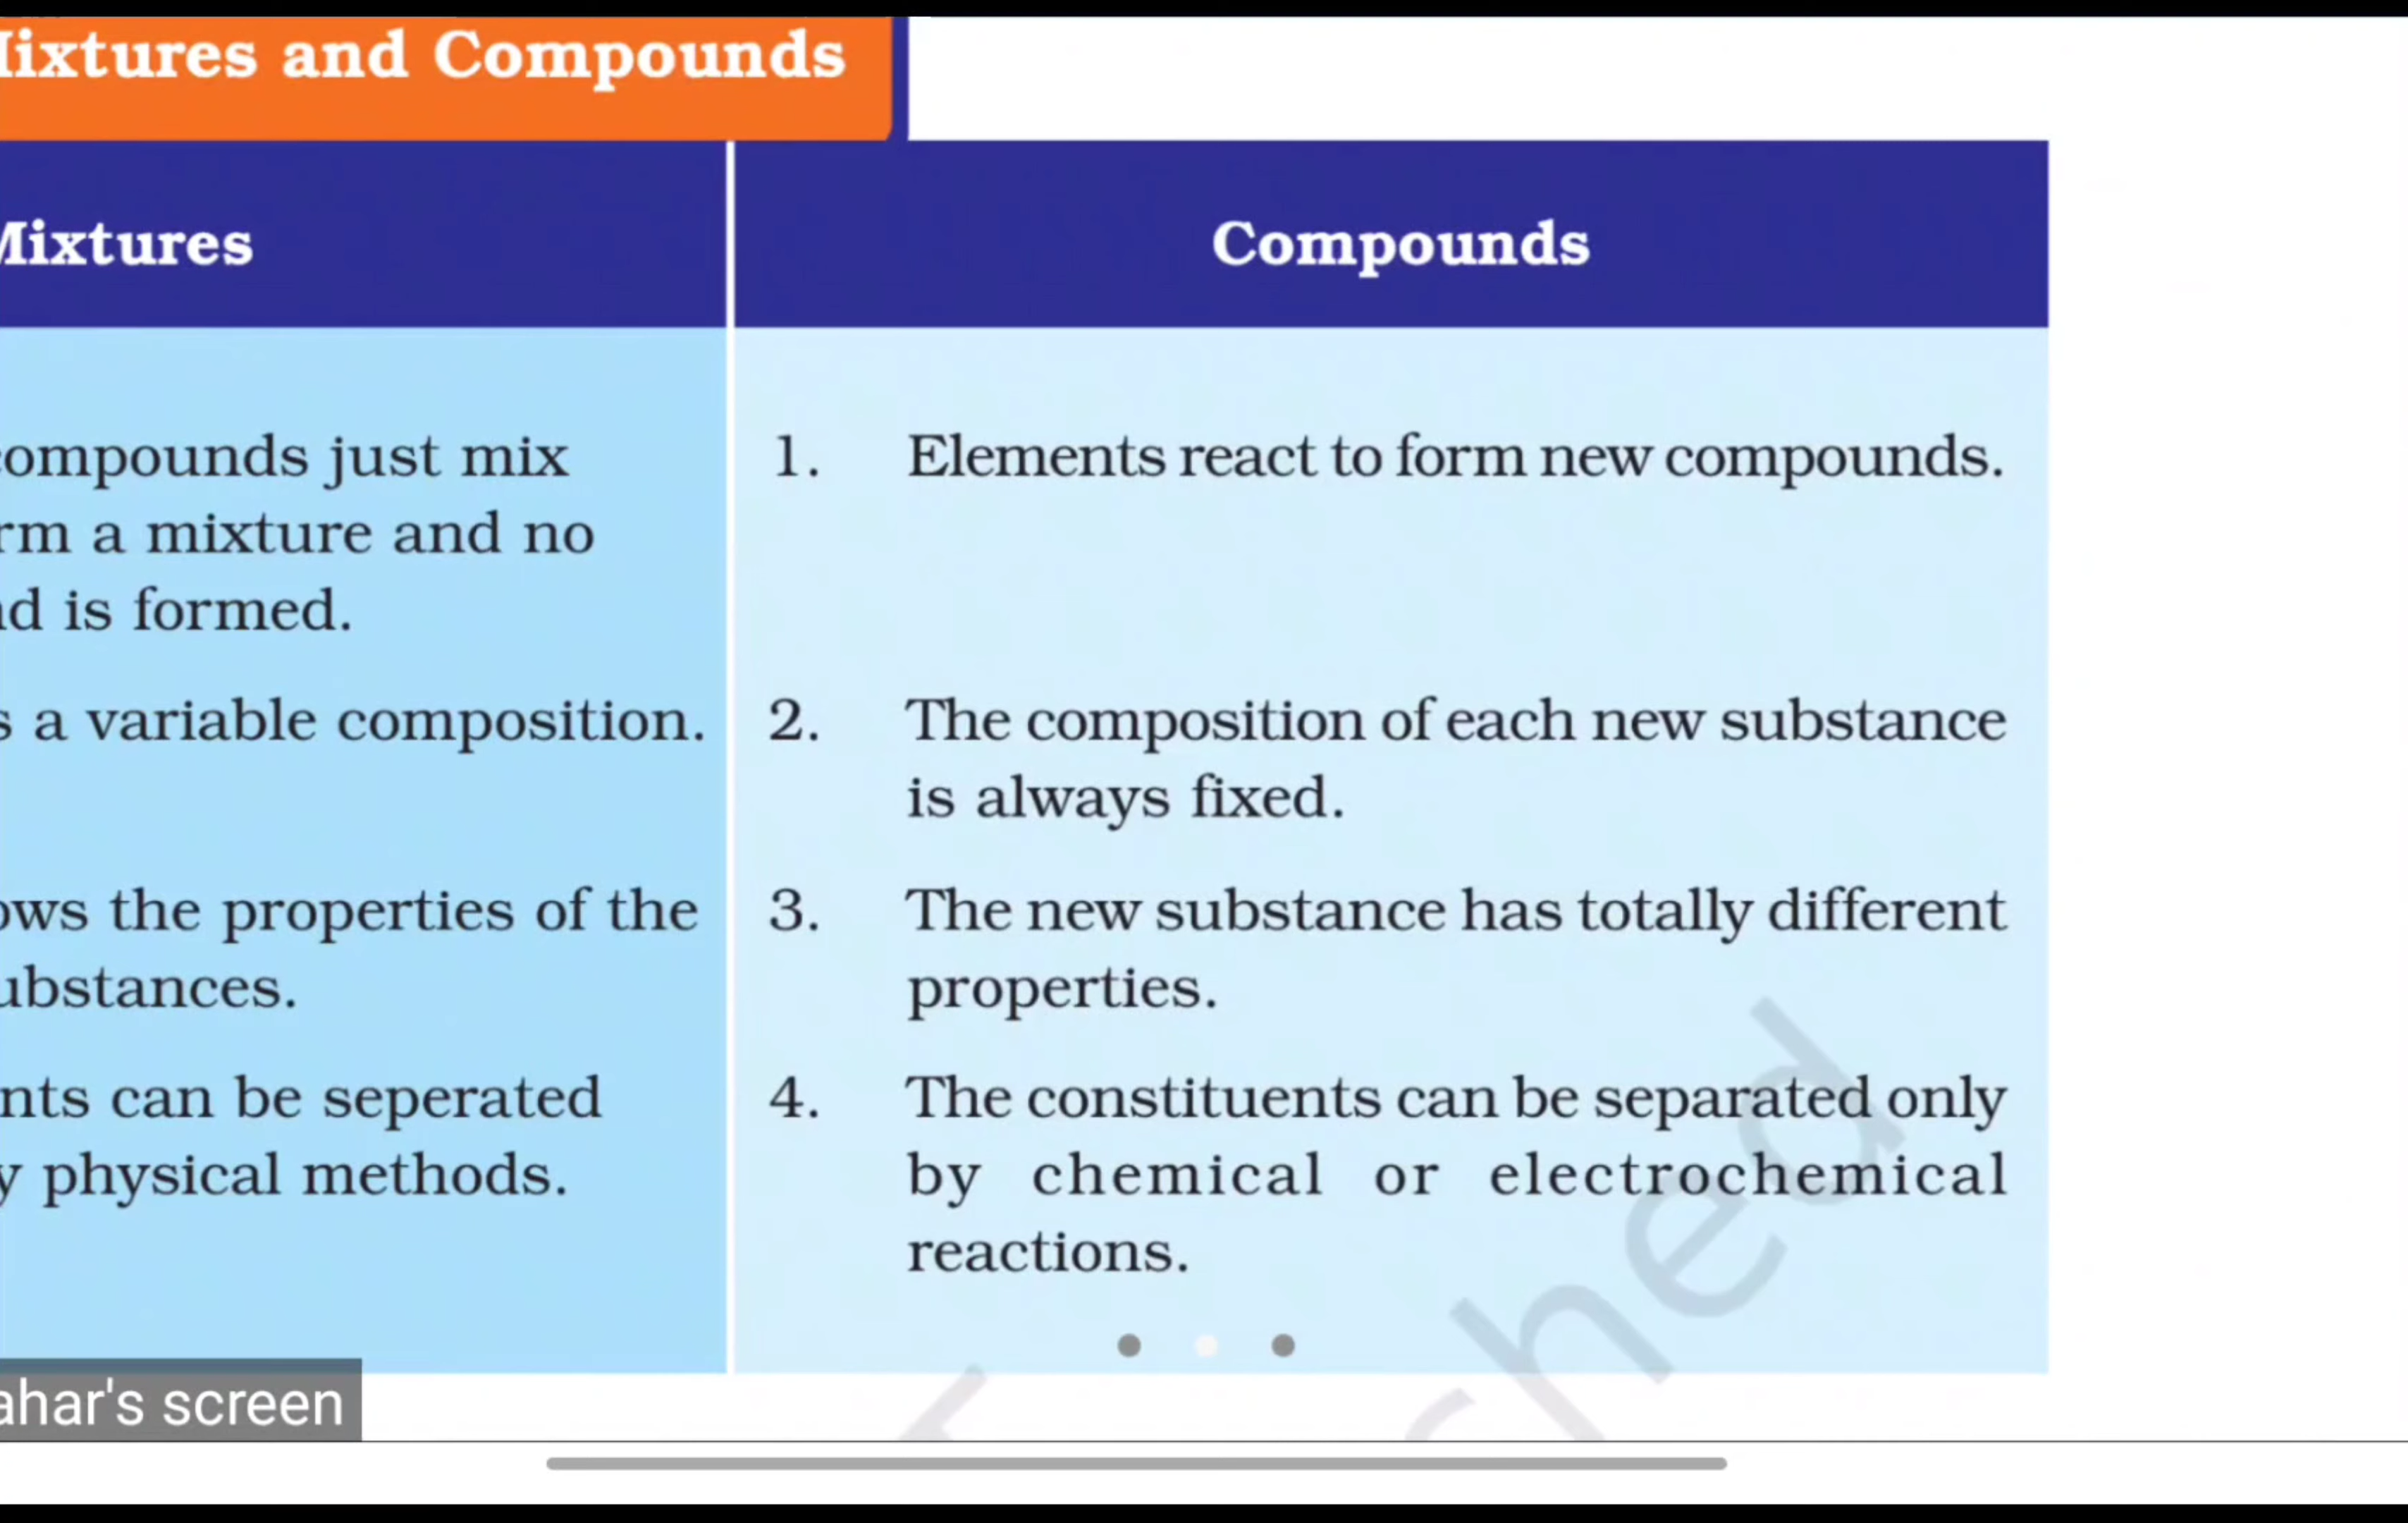 ixtures and Compounds
Mixtures
Compounds
compounds just mix
rm a mixture and no
d is formed.
s a variable composition.
ows the properties of the
ubstances.
nts can be seperated
y physical methods.
1. Elements react to form new compounds.
2. The composition of each new substance
is always fixed.
3. The new substance has totally different
properties.
4. The constituents can be separated only
by chemical or electrochemical
reactions.
shed
ahar's screen